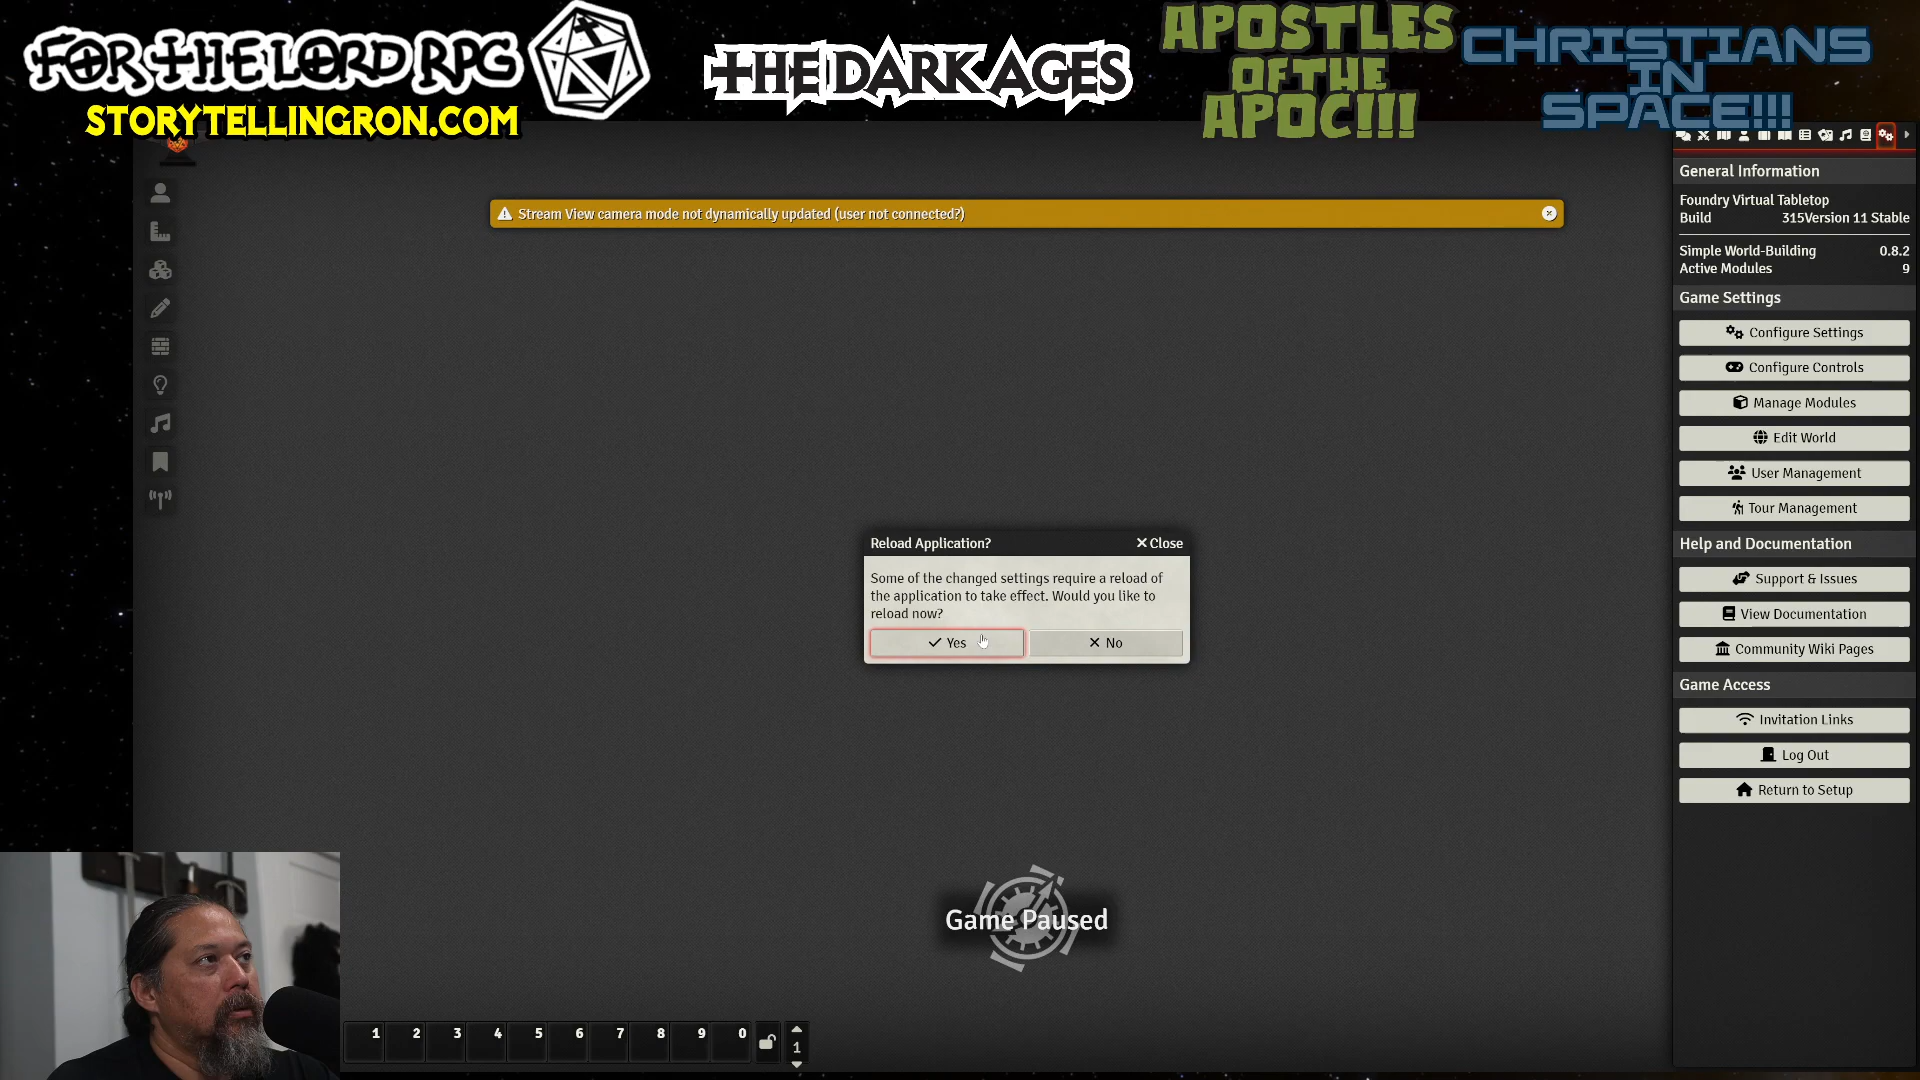 FOR THE LORD RPG
STORYTELLINGRON.COM
THE DARK AGES
APOSTLES
OF THE
APOC!!!
CHRISTIANS
IN
SPACE!!!
Stream View camera mode not dynamically updated (user not connected?)
General Information
Foundry Virtual Tabletop
Build 315Version 11 Stable
Simple World-Building 0.8.2
Active Modules 9
Game Settings
Configure Settings
Configure Controls
Manage Modules
Edit World
User Management
Tour Management
Help and Documentation
Support & Issues
View Documentation
Community Wiki Pages
Game Access
Invitation Links
Log Out
Return to Setup
Reload Application? Close
Some of the changed settings require a reload of
the application to take effect. Would you like to
reload now?
Yes No
Game Paused
1 2 3 4 5 6 7 8 9 0 1